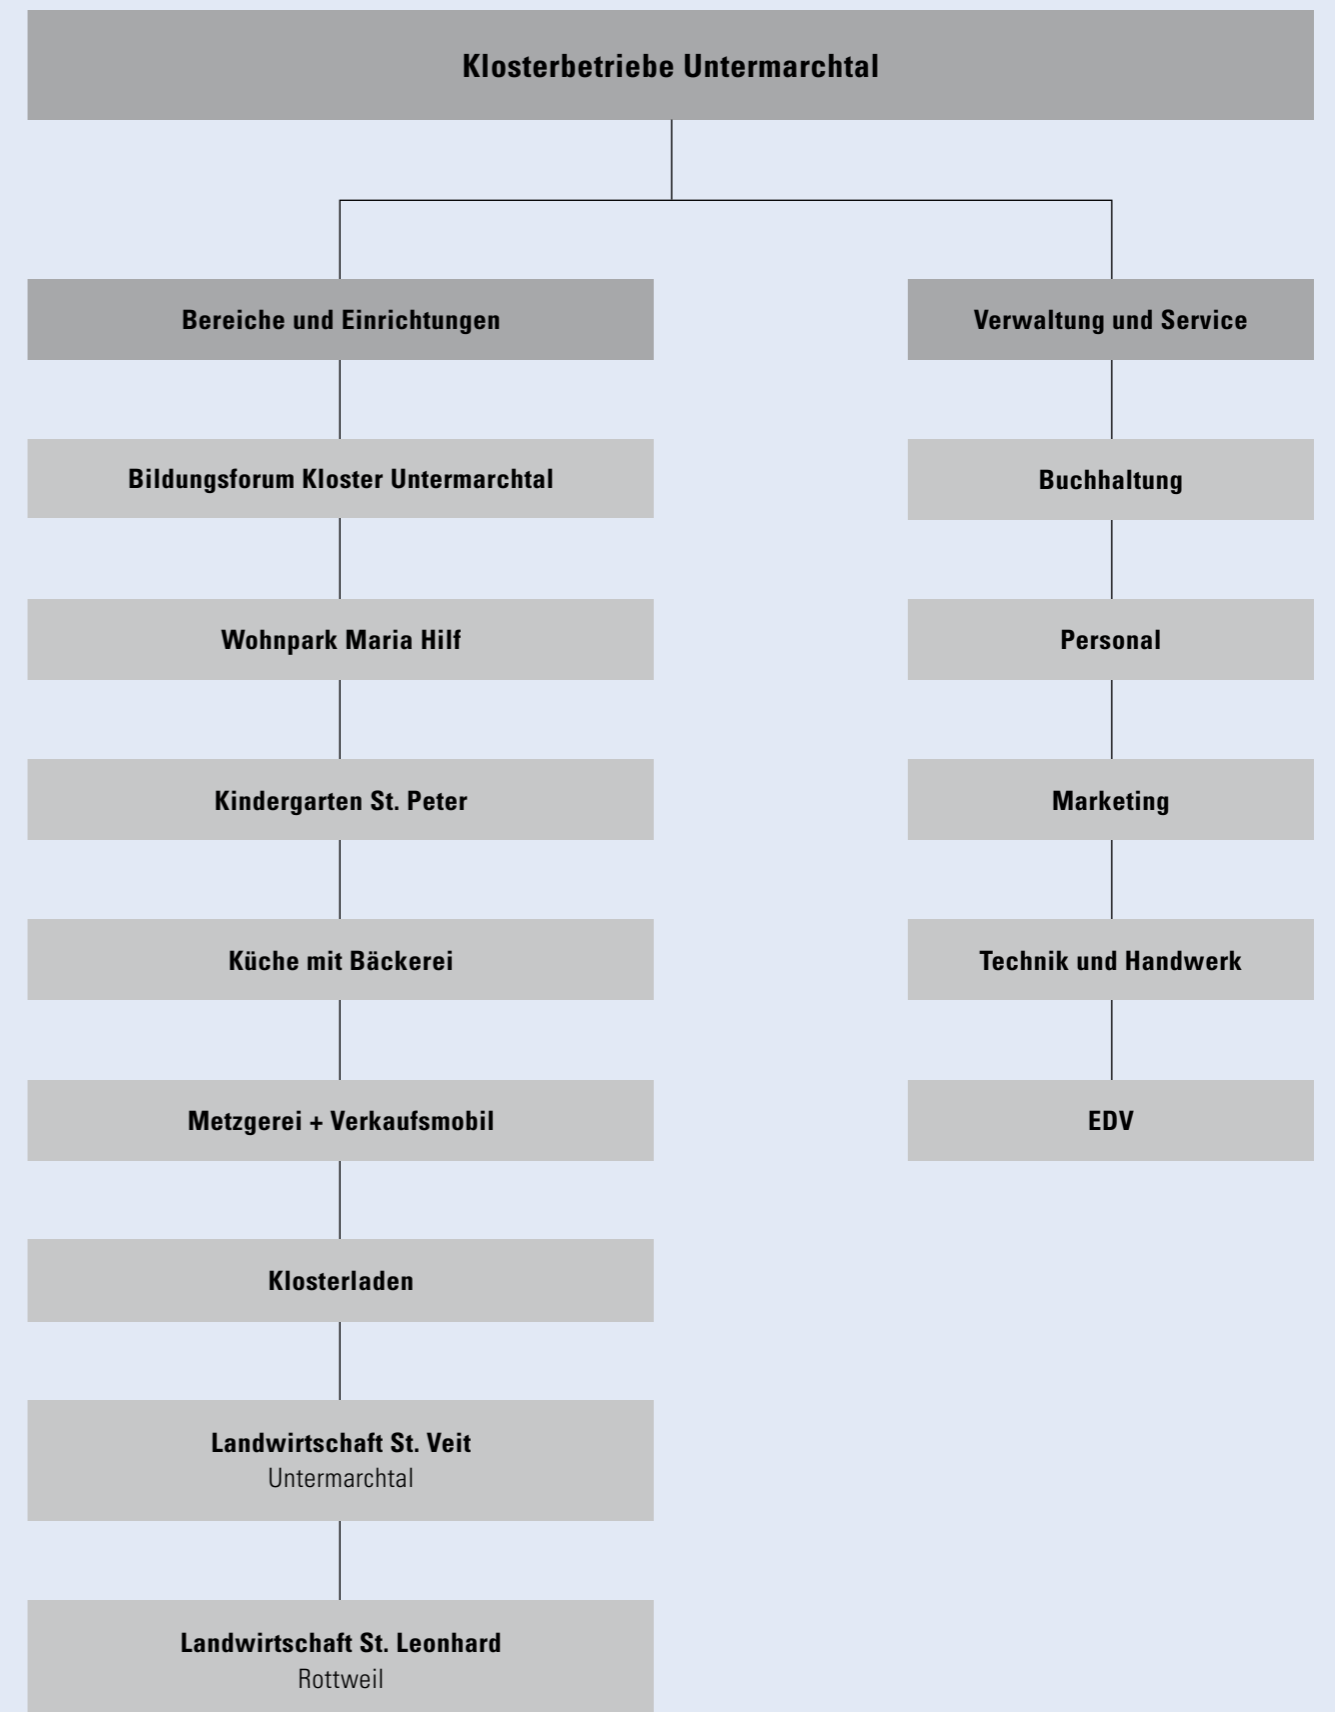 Klosterbetriebe Untermarchtal
Bereiche und Einrichtungen
Bildungsforum Kloster Untermarchtal
Wohnpark Maria Hilf
Kindergarten St. Peter
Küche mit Bäckerei
Metzgerei + Verkaufsmobil
Klosterladen
Landwirtschaft St. Veit
Untermarchtal
Landwirtschaft St. Leonhard
Rottweil
Verwaltung und Service
Buchhaltung
Personal
Marketing
Technik und Handwerk
EDV